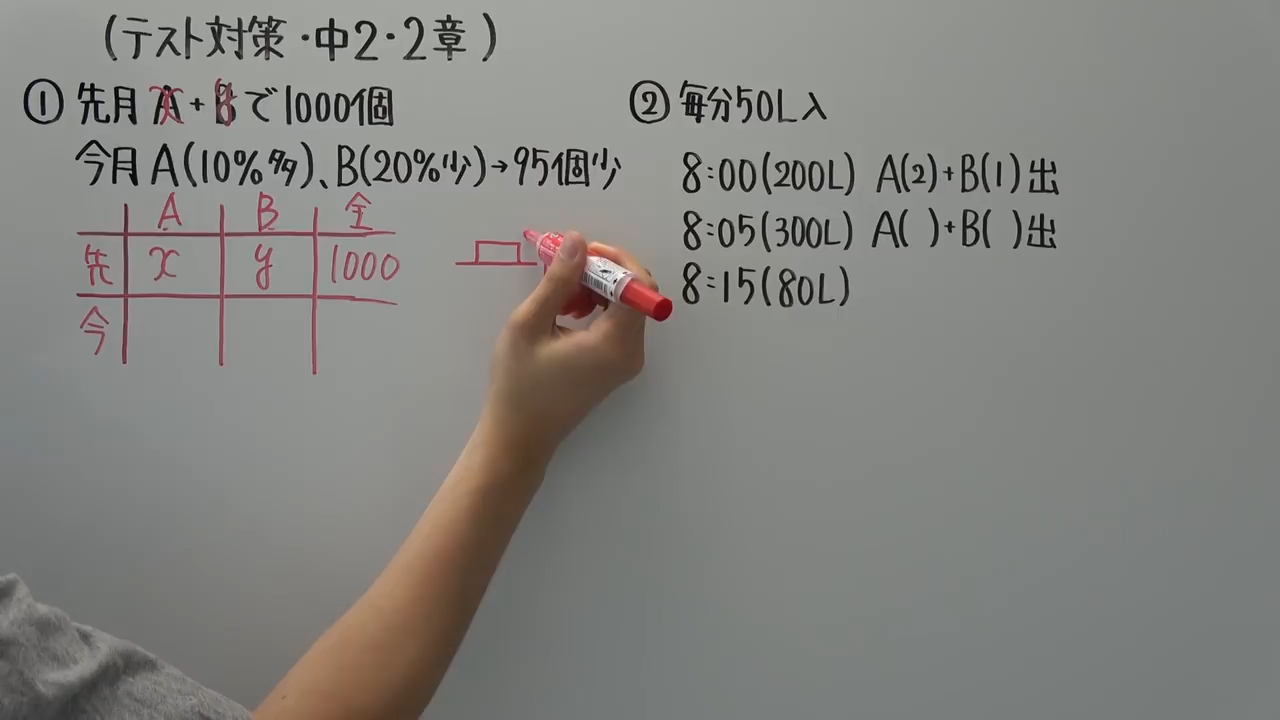 (テスト対策・中2・2章)
① 先月 A+Bで1000個
今月 A(10%多)、B(20%少)→95個少
A B 全
先 x y 1000
今
② 毎分50L入
8:00(200L) A(2)+B(1)出
8:05(300L) A( )+B( )出
8:15(80L)